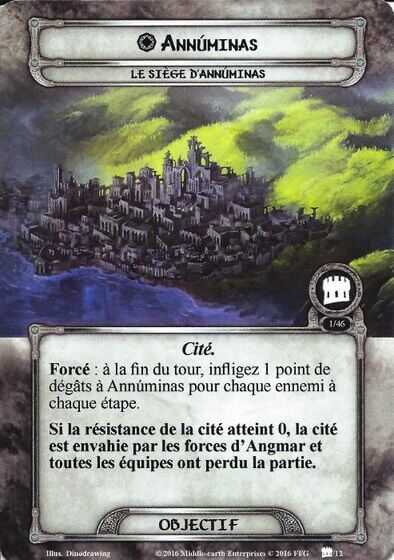 ANNÚMINAS
LE SIÈGE D'ANNÚMINAS
1/46
Cité.
Forcé : à la fin du tour, infligez 1 point de
dégâts à Annúminas pour chaque ennemi à
chaque étape.
Si la résistance de la cité atteint 0, la cité
est envahie par les forces d'Angmar et
toutes les équipes ont perdu la partie.
OBJECTIF
Illus. Dinodrawing © 2016 Middle-earth Enterprises © 2016 FFG 12